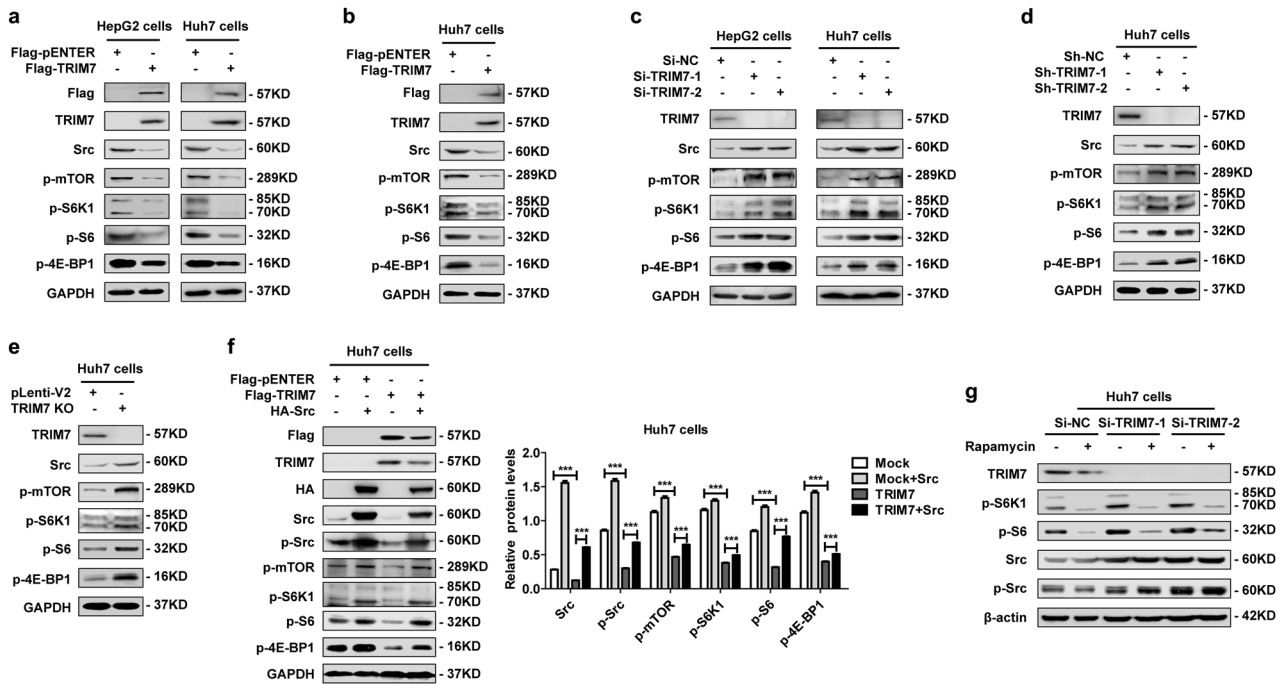 a
HepG2 cells Huh7 cells
Flag-pENTER + - + -
Flag-TRIM7 - + - +
Flag - 57KD
TRIM7 - 57KD
Src - 60KD
p-mTOR - 289KD
p-S6K1 - 85KD
- 70KD
p-S6 - 32KD
p-4E-BP1 - 16KD
GAPDH - 37KD
b
Huh7 cells
Flag-pENTER + -
Flag-TRIM7 - +
Flag - 57KD
TRIM7 - 57KD
Src - 60KD
p-mTOR - 289KD
p-S6K1 - 85KD
- 70KD
p-S6 - 32KD
p-4E-BP1 - 16KD
GAPDH - 37KD
c
HepG2 cells Huh7 cells
Si-NC + - - + - -
Si-TRIM7-1 - + - - + -
Si-TRIM7-2 - - + - - +
TRIM7 - 57KD
Src - 60KD
p-mTOR - 289KD
p-S6K1 - 85KD
- 70KD
p-S6 - 32KD
p-4E-BP1 - 16KD
GAPDH - 37KD
d
Huh7 cells
Sh-NC + - -
Sh-TRIM7-1 - + -
Sh-TRIM7-2 - - +
TRIM7 - 57KD
Src - 60KD
p-mTOR - 289KD
p-S6K1 - 85KD
- 70KD
p-S6 - 32KD
p-4E-BP1 - 16KD
GAPDH - 37KD
e
Huh7 cells
pLenti-V2 + -
TRIM7 KO - +
TRIM7 - 57KD
Src - 60KD
p-mTOR - 289KD
p-S6K1 - 85KD
- 70KD
p-S6 - 32KD
p-4E-BP1 - 16KD
GAPDH - 37KD
f
Huh7 cells
Flag-pENTER + + - -
Flag-TRIM7 - - + +
HA-Src - + - +
Flag - 57KD
TRIM7 - 57KD
HA - 60KD
Src - 60KD
p-Src - 60KD
p-mTOR - 289KD
p-S6K1 - 85KD
- 70KD
p-S6 - 32KD
p-4E-BP1 - 16KD
GAPDH - 37KD
Huh7 cells
Relative protein levels
2.0
1.5
1.0
0.5
0.0
*** *** *** *** *** ***
*** *** *** *** *** ***
Src p-Src p-mTOR p-S6K1 p-S6 p-4E-BP1
Mock
Mock+Src
TRIM7
TRIM7+Src
g
Huh7 cells
Si-NC Si-TRIM7-1 Si-TRIM7-2
Rapamycin - + - + - +
TRIM7 - 57KD
p-S6K1 - 85KD
- 70KD
p-S6 - 32KD
Src - 60KD
p-Src - 60KD
β-actin - 42KD